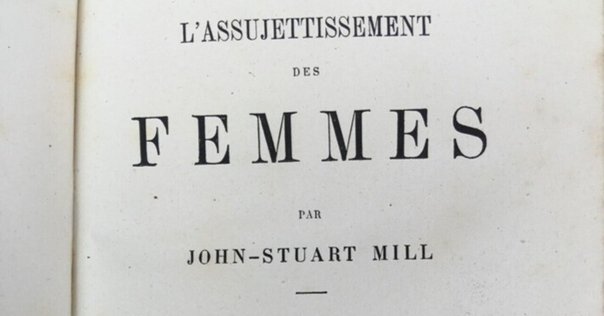 L'ASSUJETTISSEMENT
DES
FEMMES
PAR
JOHN-STUART MILL